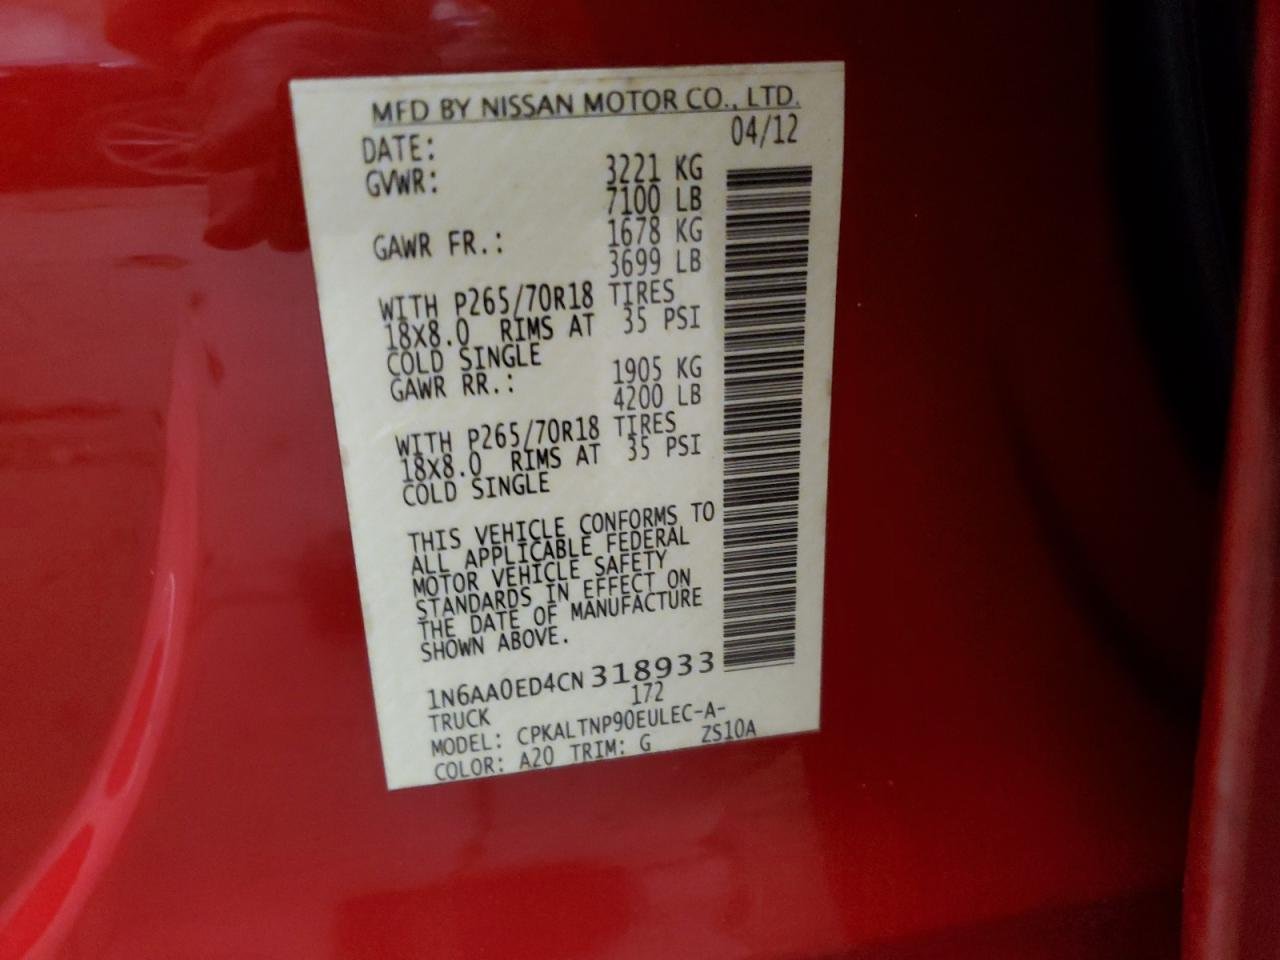 MFD BY NISSAN MOTOR CO., LTD.
DATE: 04/12
GVWR: 3221 KG
7100 LB
GAWR FR.: 1678 KG
3699 LB
WITH P265/70R18 TIRES
18X8.0 RIMS AT 35 PSI
COLD SINGLE
GAWR RR.: 1905 KG
4200 LB
WITH P265/70R18 TIRES
18X8.0 RIMS AT 35 PSI
COLD SINGLE
THIS VEHICLE CONFORMS TO
ALL APPLICABLE FEDERAL
MOTOR VEHICLE SAFETY
STANDARDS IN EFFECT ON
THE DATE OF MANUFACTURE
SHOWN ABOVE.
1N6AA0ED4CN318933
TRUCK 172
MODEL: CPKALTNP90EULEC-A-
COLOR: A20 TRIM: G ZS10A